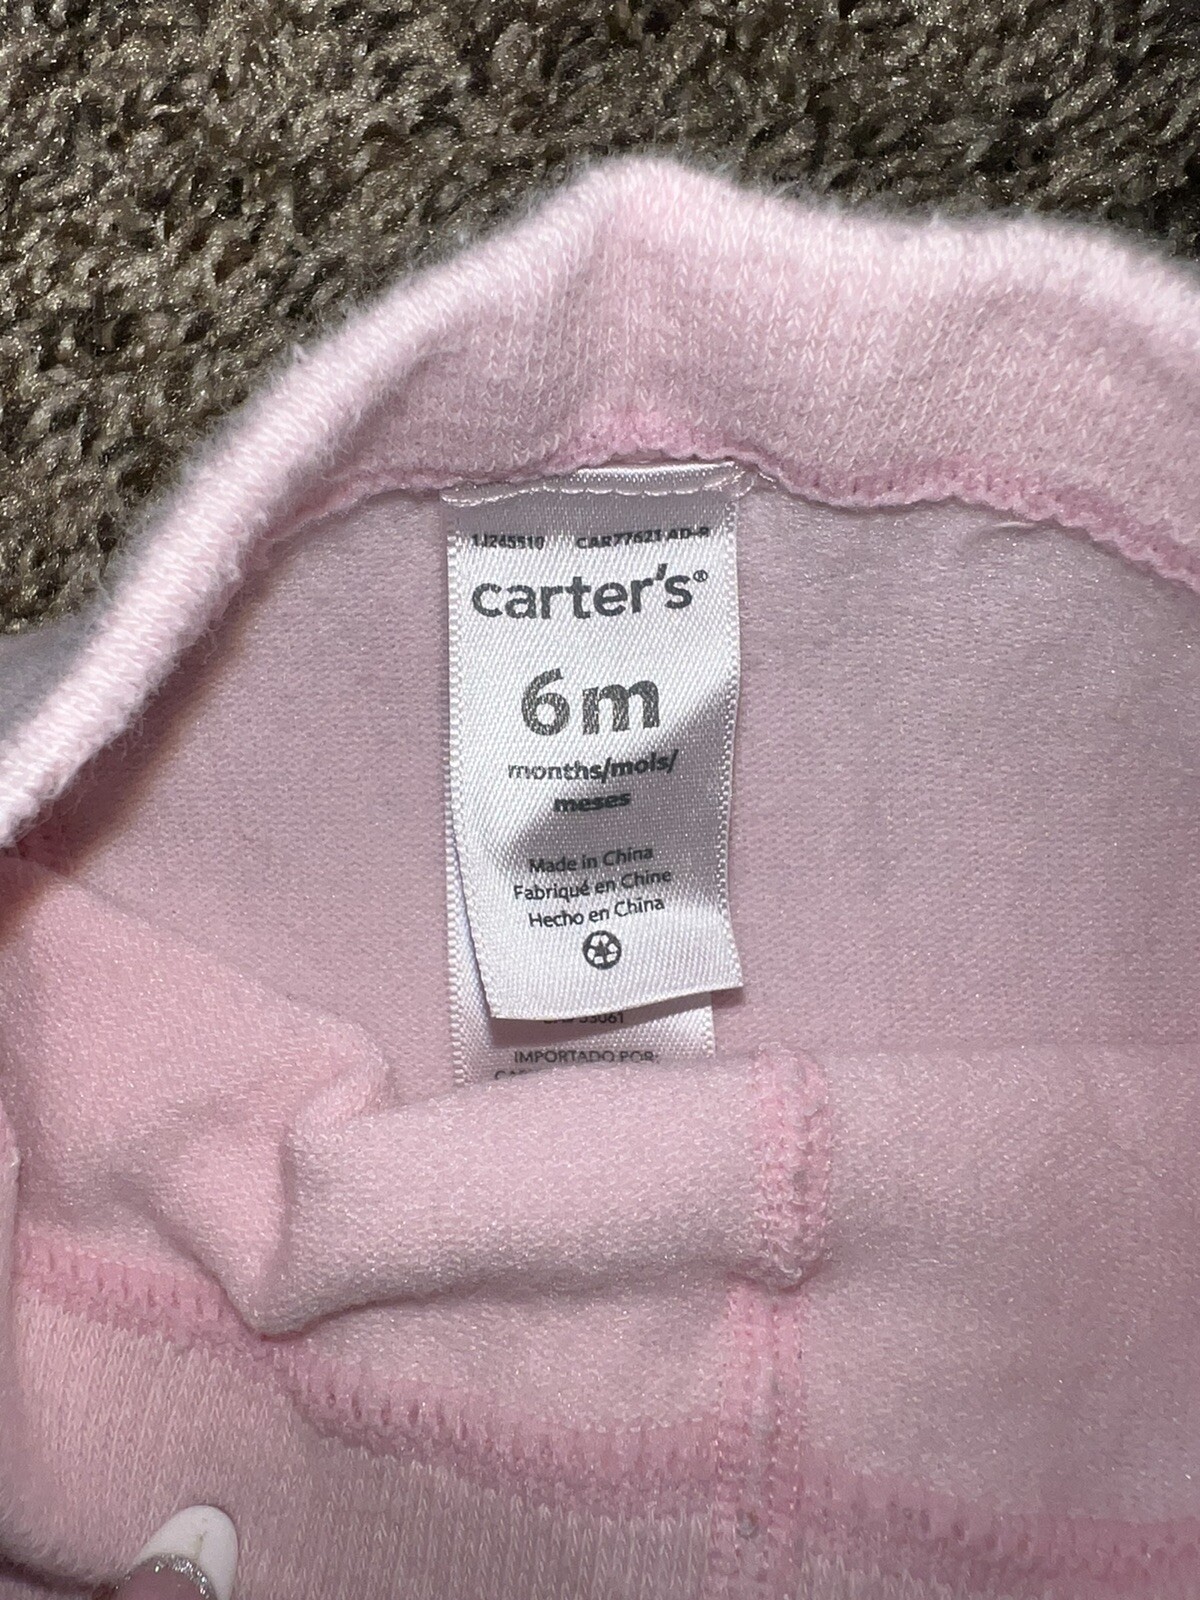 1J245510 CAR77621 AD-R
carter's®
6m
months/mois/
meses
Made in China
Fabriqué en Chine
Hecho en China
IMPORTADO POR: